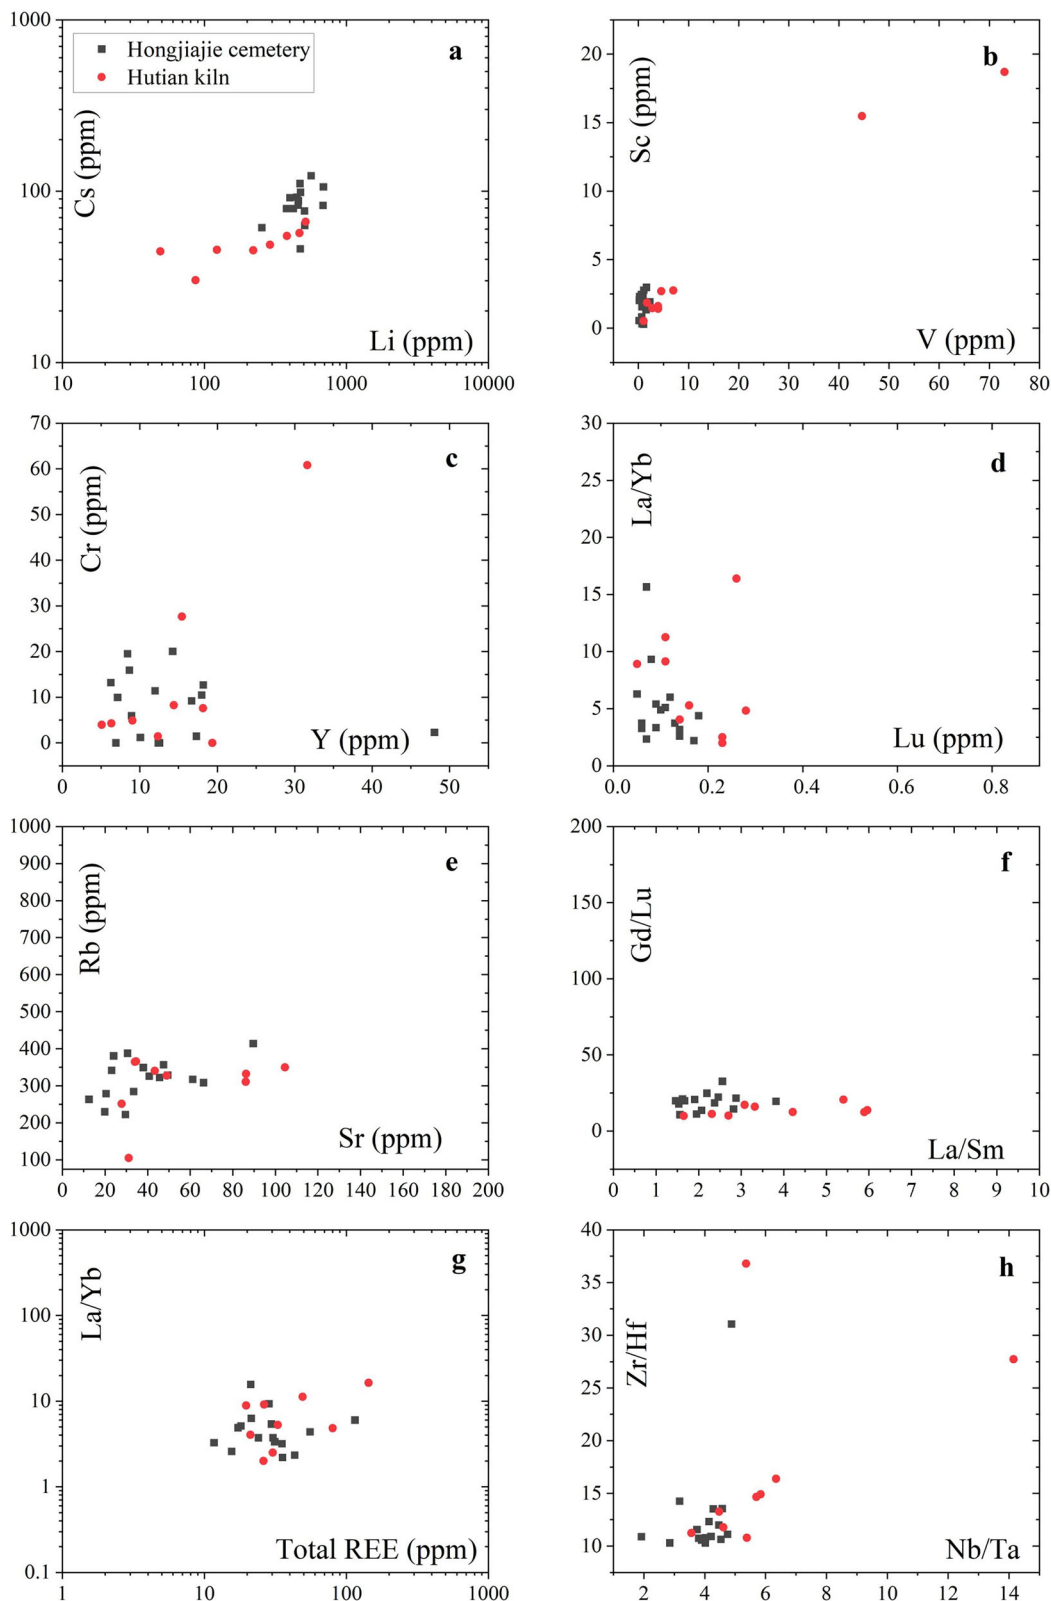 a
Hongjiajie cemetery
Hutian kiln
Cs (ppm)
1000
100
10
10 100 1000 10000
Li (ppm)
b
Sc (ppm)
20
15
10
5
0
0 10 20 30 40 50 60 70 80
V (ppm)
c
Cr (ppm)
70
60
50
40
30
20
10
0
0 10 20 30 40 50
Y (ppm)
d
La/Yb
30
25
20
15
10
5
0
0.0 0.2 0.4 0.6 0.8
Lu (ppm)
e
Rb (ppm)
1000
900
800
700
600
500
400
300
200
100
0 20 40 60 80 100 120 140 160 180 200
Sr (ppm)
f
Gd/Lu
200
150
100
50
0
0 1 2 3 4 5 6 7 8 9 10
La/Sm
g
La/Yb
1000
100
10
1
0.1
1 10 100 1000
Total REE (ppm)
h
Zr/Hf
40
35
30
25
20
15
10
2 4 6 8 10 12 14
Nb/Ta